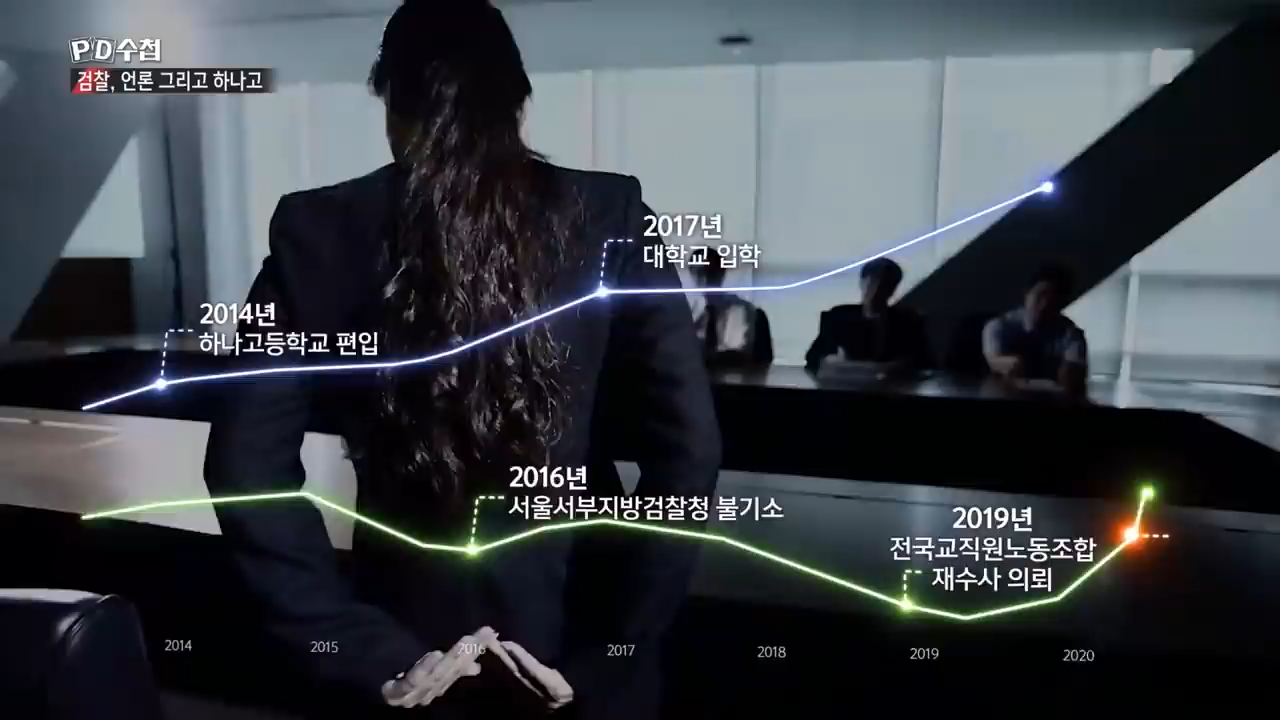 PD수첩
검찰, 언론 그리고 하나고
2017년
대학교 입학
2014년
하나고등학교 편입
2016년
서울서부지방검찰청 불기소
2019년
전국교직원노동조합
재수사 의뢰
2014 2015 2016 2017 2018 2019 2020